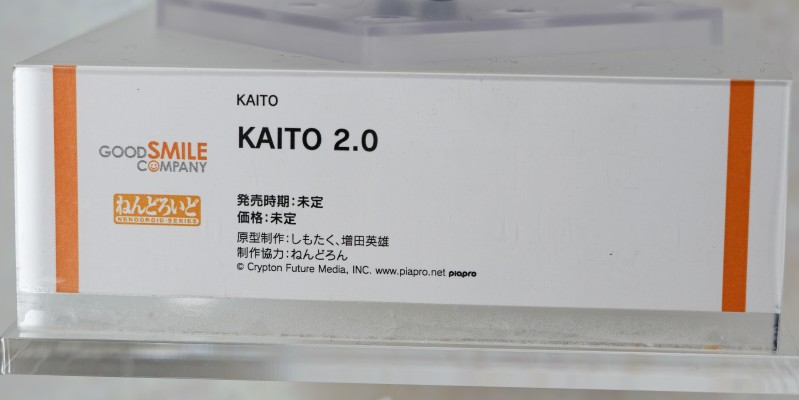 KAITO
KAITO 2.0
GOOD SMILE
COMPANY
ねんどろいど
NENDOROID·SERIES
発売時期:未定
価格:未定
原型制作:しもたく、増田英雄
制作協力:ねんどろん
© Crypton Future Media, INC. www.piapro.net piapro